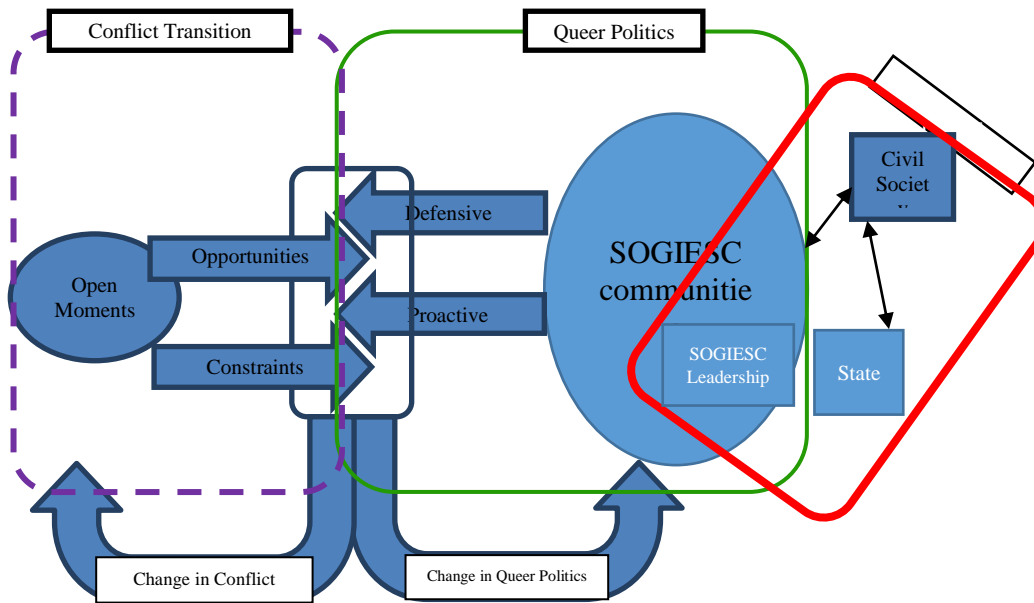 Conflict Transition
Queer Politics
Civil
Societ
y
Defensive
Opportunities
SOGIESC
communitie
Open
Moments
Proactive
Constraints
SOGIESC
Leadership
State
Change in Conflict
Change in Queer Politics